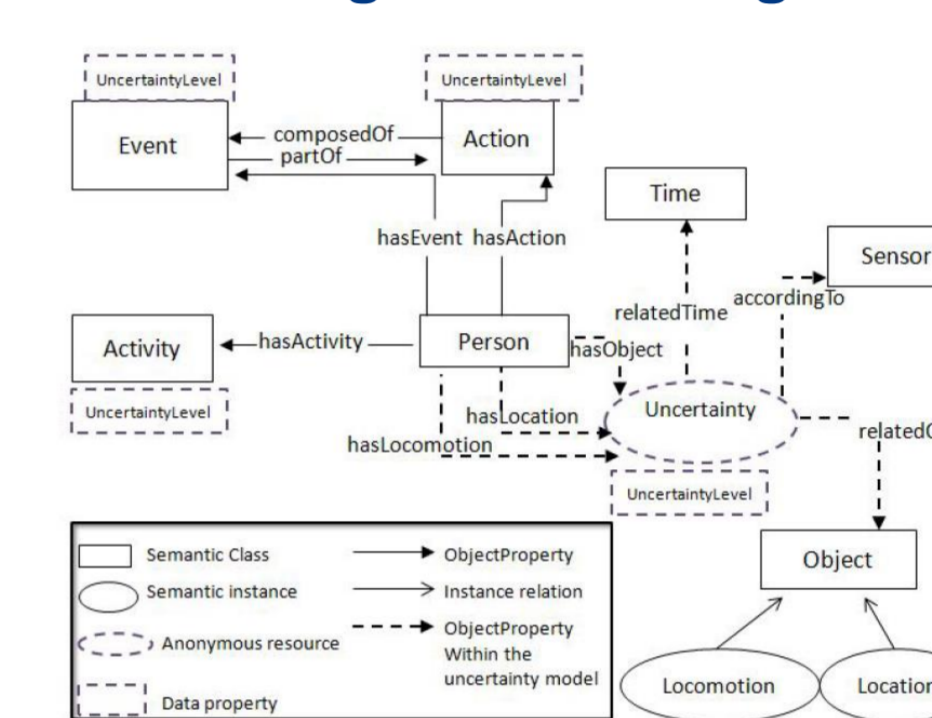 UncertaintyLevel
UncertaintyLevel
Event
composedOf
Action
partOf
Time
hasEvent
hasAction
Sensor
accordingTo
relatedTime
Activity
hasActivity
Person
hasObject
UncertaintyLevel
hasLocation
Uncertainty
hasLocomotion
UncertaintyLevel
Object
Semantic Class
ObjectProperty
Semantic instance
Instance relation
Anonymous resource
ObjectProperty
Within the
uncertainty model
Data property
Locomotion
Location